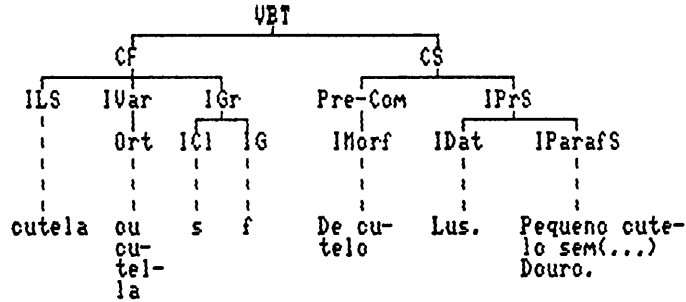 VBT
CF CS
ILS IVar IGr Pre-Com IPrS
Ort ICl IG IMorf IDat IParafS
cutela ou s f De cu- Lus. Pequeno cute-
cu- telo lo sem(...)
tel- Douro.
la